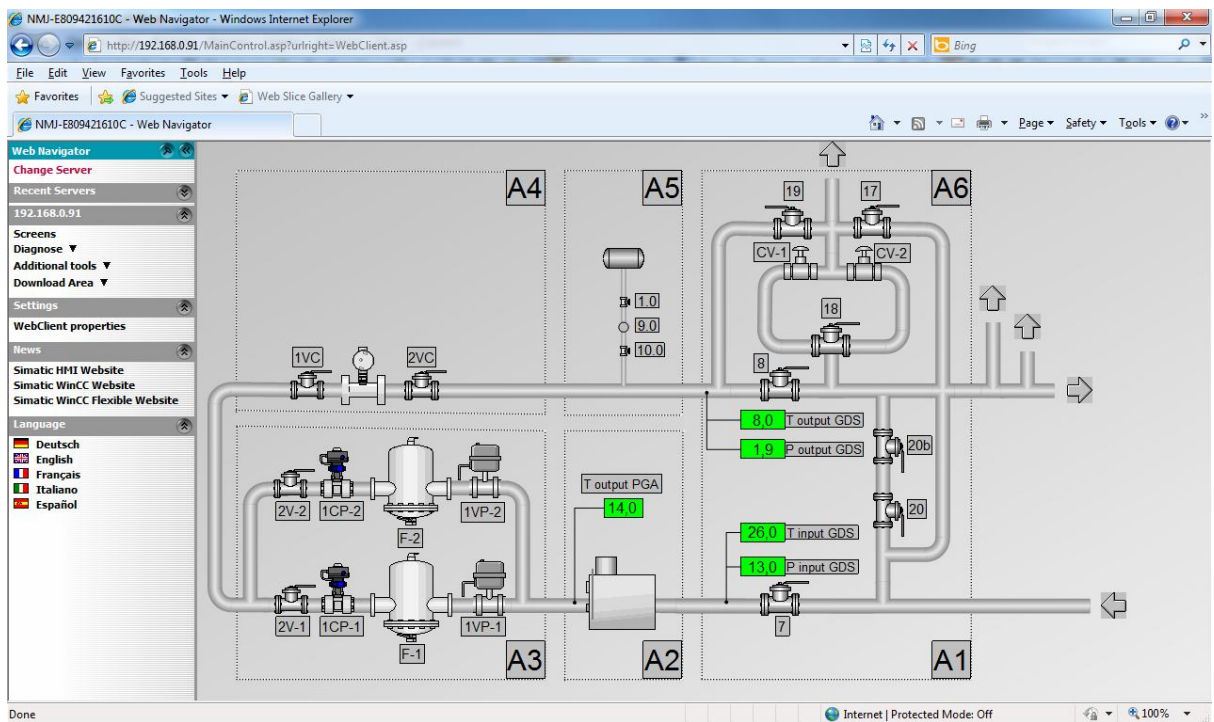 NMJ-E809421610C - Web Navigator - Windows Internet Explorer
http://192.168.0.91/MainControl.asp?urlright=WebClient.asp
Bing
File Edit View Favorites Tools Help
Favorites Suggested Sites Web Slice Gallery
NMJ-E809421610C - Web Navigator
Page Safety Tools
Web Navigator
Change Server
Recent Servers
192.168.0.91
Screens
Diagnose
Additional tools
Download Area
Settings
WebClient properties
News
Simatic HMI Website
Simatic WinCC Website
Simatic WinCC Flexible Website
Language
Deutsch
English
Français
Italiano
Español
A4
A5
A6
19
17
CV-1
CV-2
1.0
9.0
10.0
18
1VC
2VC
8
8,0 T output GDS
1,9 P output GDS
20b
20
T output PGA
14,0
26,0 T input GDS
13,0 P input GDS
7
2V-2
1CP-2
1VP-2
F-2
2V-1
1CP-1
1VP-1
F-1
A3
A2
A1
Done
Internet | Protected Mode: Off
100%